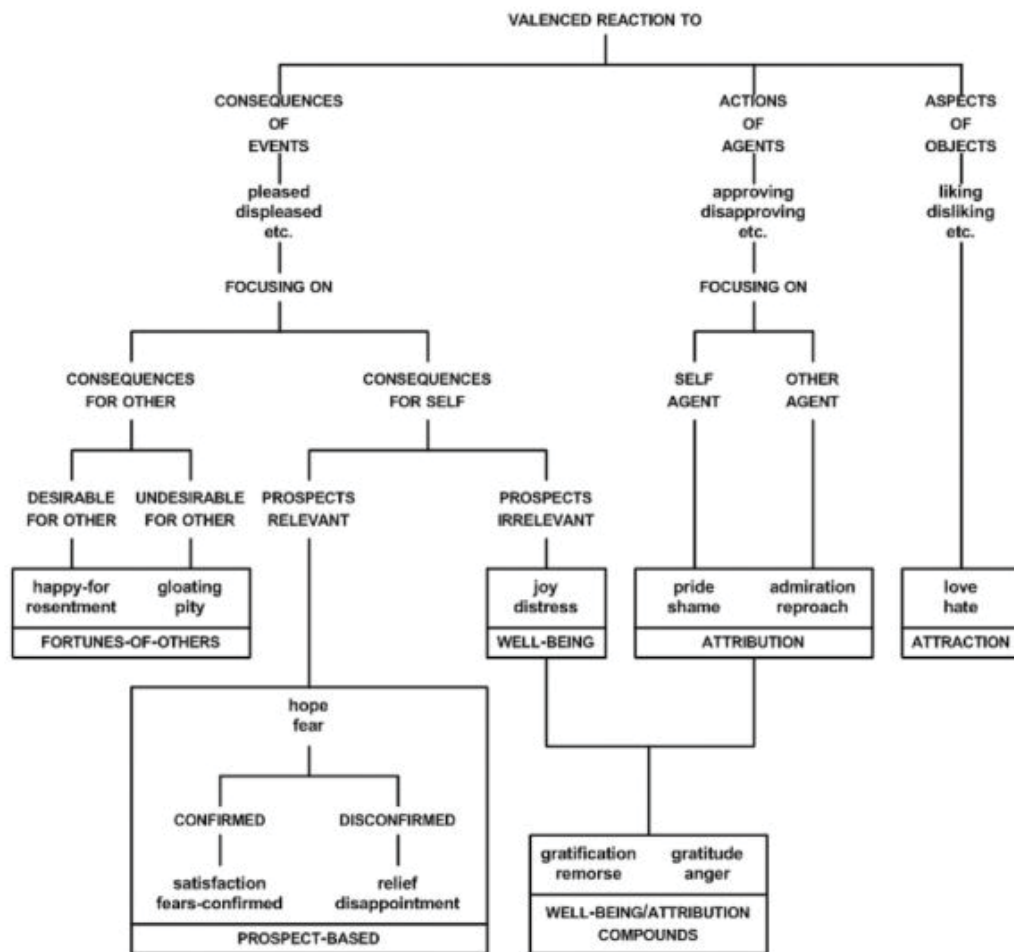 VALENCED REACTION TO
CONSEQUENCES
OF
EVENTS
ACTIONS
OF
AGENTS
ASPECTS
OF
OBJECTS
pleased
displeased
etc.
approving
disapproving
etc.
liking
disliking
etc.
FOCUSING ON
FOCUSING ON
CONSEQUENCES
FOR OTHER
CONSEQUENCES
FOR SELF
SELF
AGENT
OTHER
AGENT
DESIRABLE
FOR OTHER
UNDESIRABLE
FOR OTHER
PROSPECTS
RELEVANT
PROSPECTS
IRRELEVANT
happy-for
resentment
gloating
pity
FORTUNES-OF-OTHERS
joy
distress
WELL-BEING
pride
shame
admiration
reproach
ATTRIBUTION
love
hate
ATTRACTION
hope
fear
CONFIRMED
DISCONFIRMED
satisfaction
fears-confirmed
relief
disappointment
PROSPECT-BASED
gratification
remorse
gratitude
anger
WELL-BEING/ATTRIBUTION
COMPOUNDS